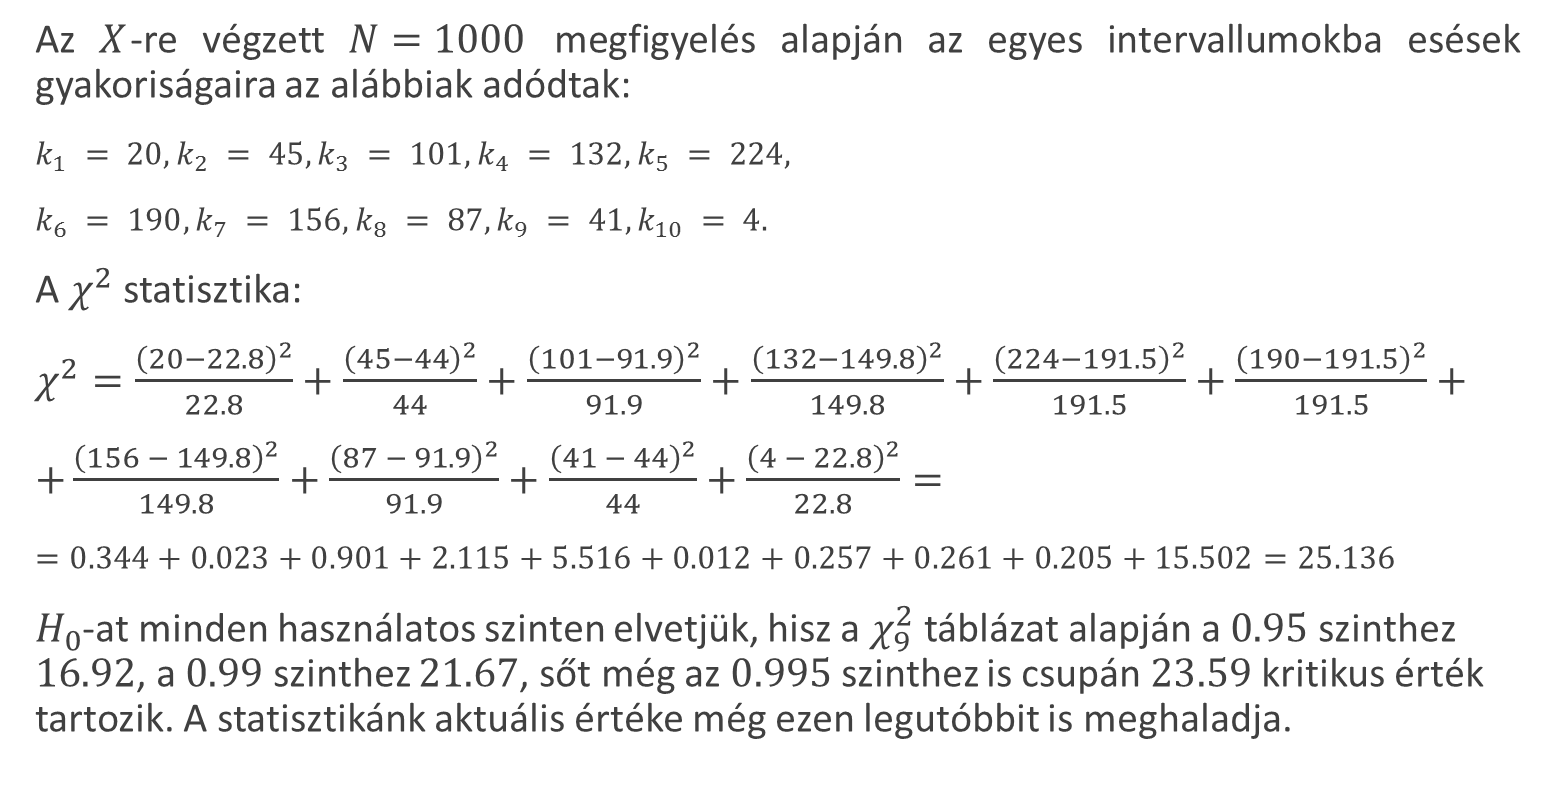 Az X-re végzett N = 1000 megfigyelés alapján az egyes intervallumokba esések
gyakoriságaira az alábbiak adódtak:
k₁ = 20, k₂ = 45, k₃ = 101, k₄ = 132, k₅ = 224,
k₆ = 190, k₇ = 156, k₈ = 87, k₉ = 41, k₁₀ = 4.
A χ² statisztika:
χ² = (20−22.8)²/22.8 + (45−44)²/44 + (101−91.9)²/91.9 + (132−149.8)²/149.8 + (224−191.5)²/191.5 + (190−191.5)²/191.5 +
+ (156 − 149.8)²/149.8 + (87 − 91.9)²/91.9 + (41 − 44)²/44 + (4 − 22.8)²/22.8 =
= 0.344 + 0.023 + 0.901 + 2.115 + 5.516 + 0.012 + 0.257 + 0.261 + 0.205 + 15.502 = 25.136
H₀-at minden használatos szinten elvetjük, hisz a χ₉² táblázat alapján a 0.95 szinthez
16.92, a 0.99 szinthez 21.67, sőt még az 0.995 szinthez is csupán 23.59 kritikus érték
tartozik. A statisztikánk aktuális értéke még ezen legutóbbit is meghaladja.